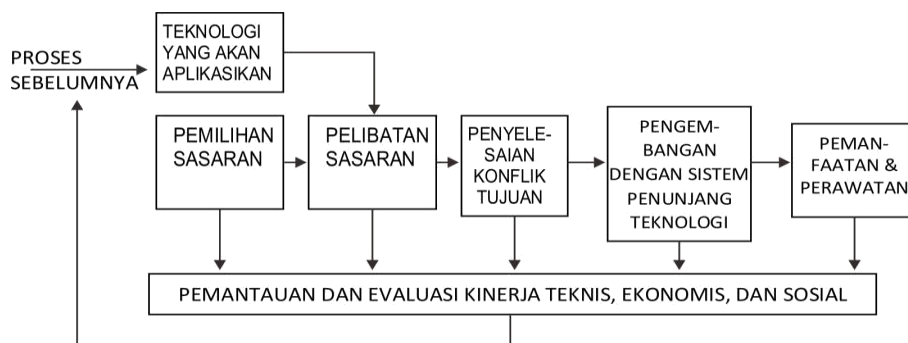 PROSES
SEBELUMNYA
TEKNOLOGI
YANG AKAN
APLIKASIKAN
PEMILIHAN
SASARAN
PELIBATAN
SASARAN
PENYELE-
SAIAN
KONFLIK
TUJUAN
PENGEM-
BANGAN
DENGAN SISTEM
PENUNJANG
TEKNOLOGI
PEMAN-
FAATAN &
PERAWATAN
PEMANTAUAN DAN EVALUASI KINERJA TEKNIS, EKONOMIS, DAN SOSIAL